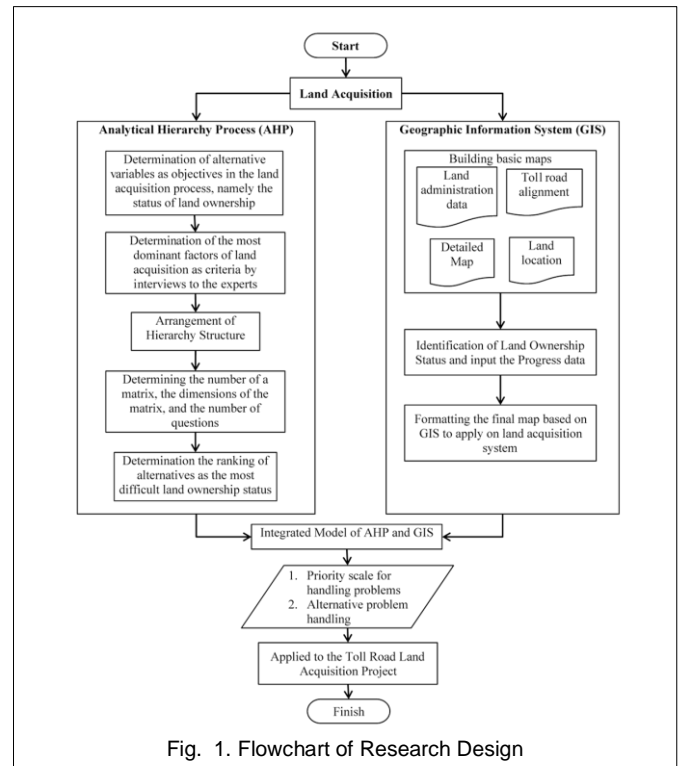 Start
Land Acquisition
Analytical Hierarchy Process (AHP)
Determination of alternative
variables as objectives in the land
acquisition process, namely the
status of land ownership
Determination of the most
dominant factors of land
acquisition as criteria by
interviews to the experts
Arrangement of
Hierarchy Structure
Determining the number of a
matrix, the dimensions of the
matrix, and the number of
questions
Determination the ranking of
alternatives as the most
difficult land ownership status
Geographic Information System (GIS)
Building basic maps
Land
administration
data
Toll road
alignment
Detailed
Map
Land
location
Identification of Land Ownership
Status and input the Progress data
Formatting the final map based on
GIS to apply on land acquisition
system
Integrated Model of AHP and GIS
1. Priority scale for
handling problems
2. Alternative problem
handling
Applied to the Toll Road Land
Acquisition Project
Finish
Fig. 1. Flowchart of Research Design